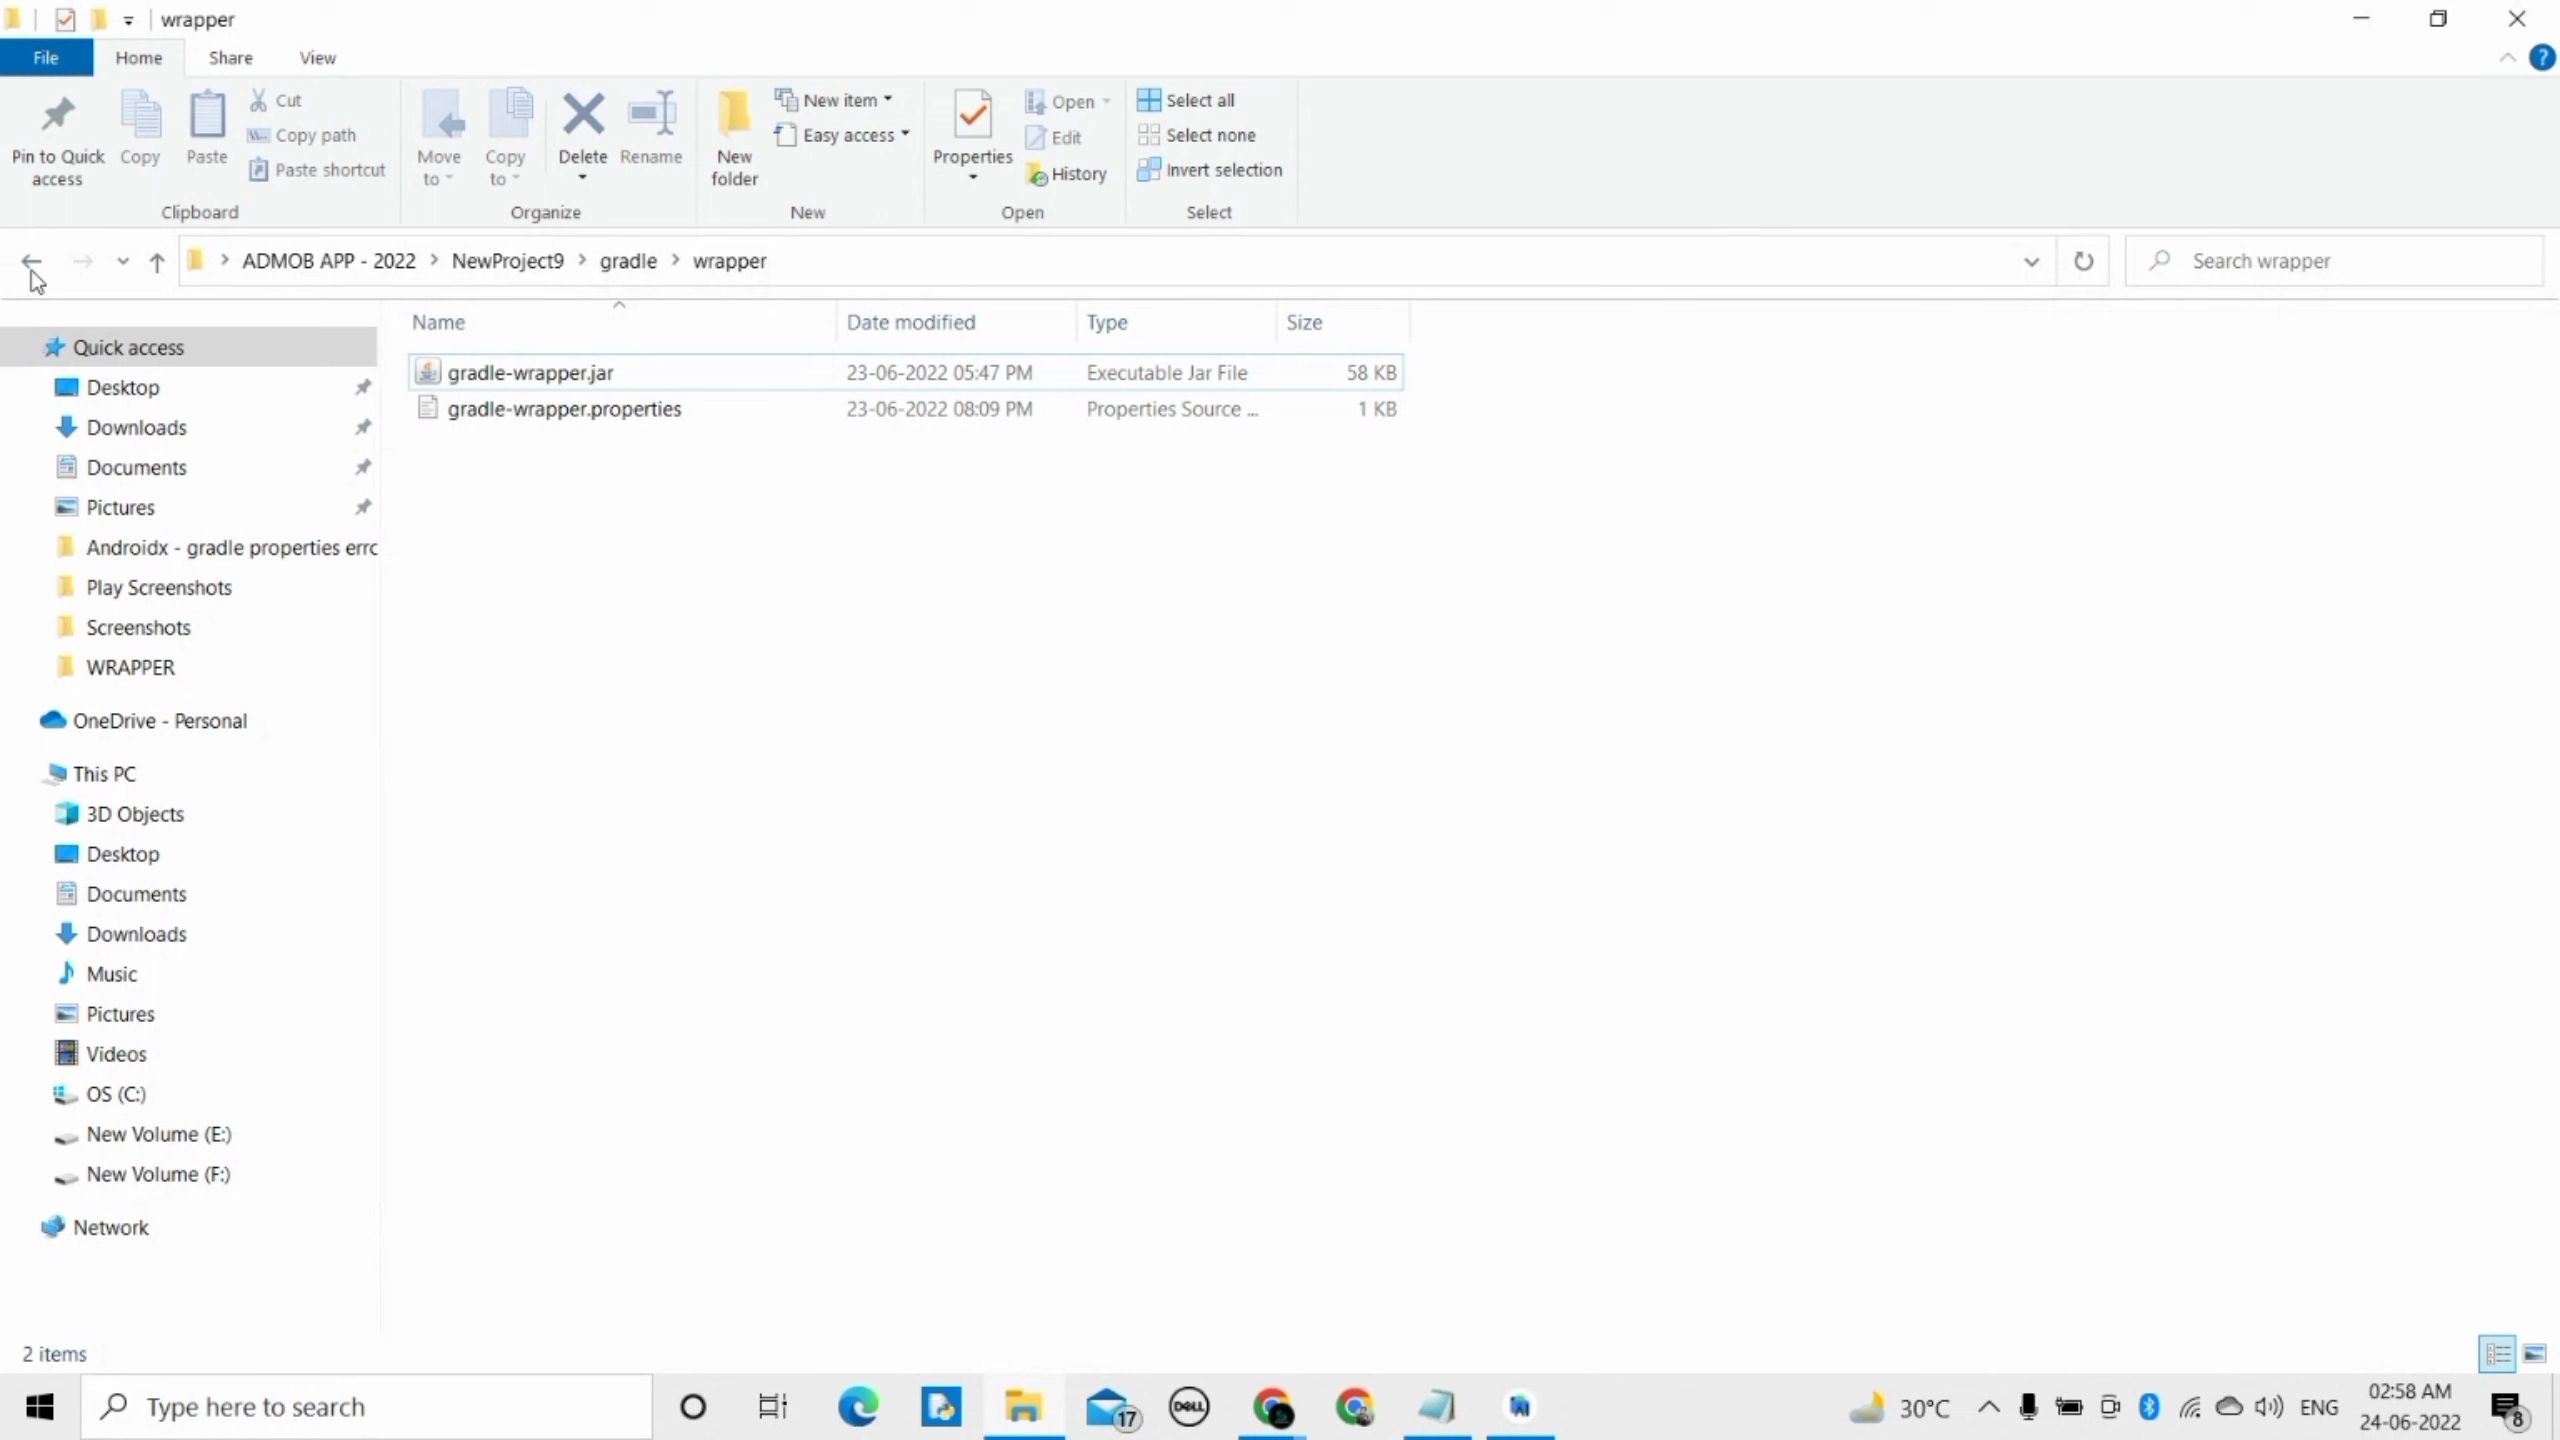 wrapper
File Home Share View
Pin to Quick access
Copy
Paste
Cut
Copy path
Paste shortcut
Clipboard
Move to
Copy to
Delete
Rename
Organize
New folder
New item
Easy access
New
Properties
Open
Edit
History
Open
Select all
Select none
Invert selection
Select
ADMOB APP - 2022 NewProject9 gradle wrapper
Search wrapper
Name Date modified Type Size
gradle-wrapper.jar 23-06-2022 05:47 PM Executable Jar File 58 KB
gradle-wrapper.properties 23-06-2022 08:09 PM Properties Source ... 1 KB
Quick access
Desktop
Downloads
Documents
Pictures
Androidx - gradle properties errc
Play Screenshots
Screenshots
WRAPPER
OneDrive - Personal
This PC
3D Objects
Desktop
Documents
Downloads
Music
Pictures
Videos
OS (C:)
New Volume (E:)
New Volume (F:)
Network
2 items
Type here to search
17
DELL
AI
30°C
ENG
02:58 AM
24-06-2022
8